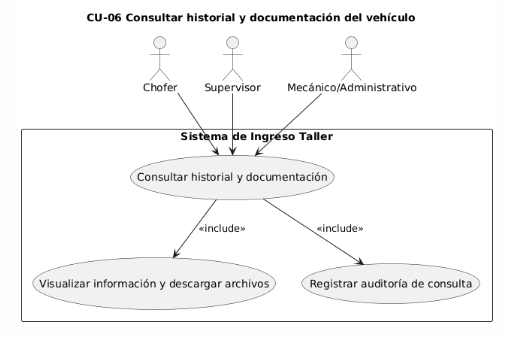 CU-06 Consultar historial y documentación del vehículo
Chofer
Supervisor
Mecánico/Administrativo
Sistema de Ingreso Taller
Consultar historial y documentación
«include»
«include»
Visualizar información y descargar archivos
Registrar auditoría de consulta